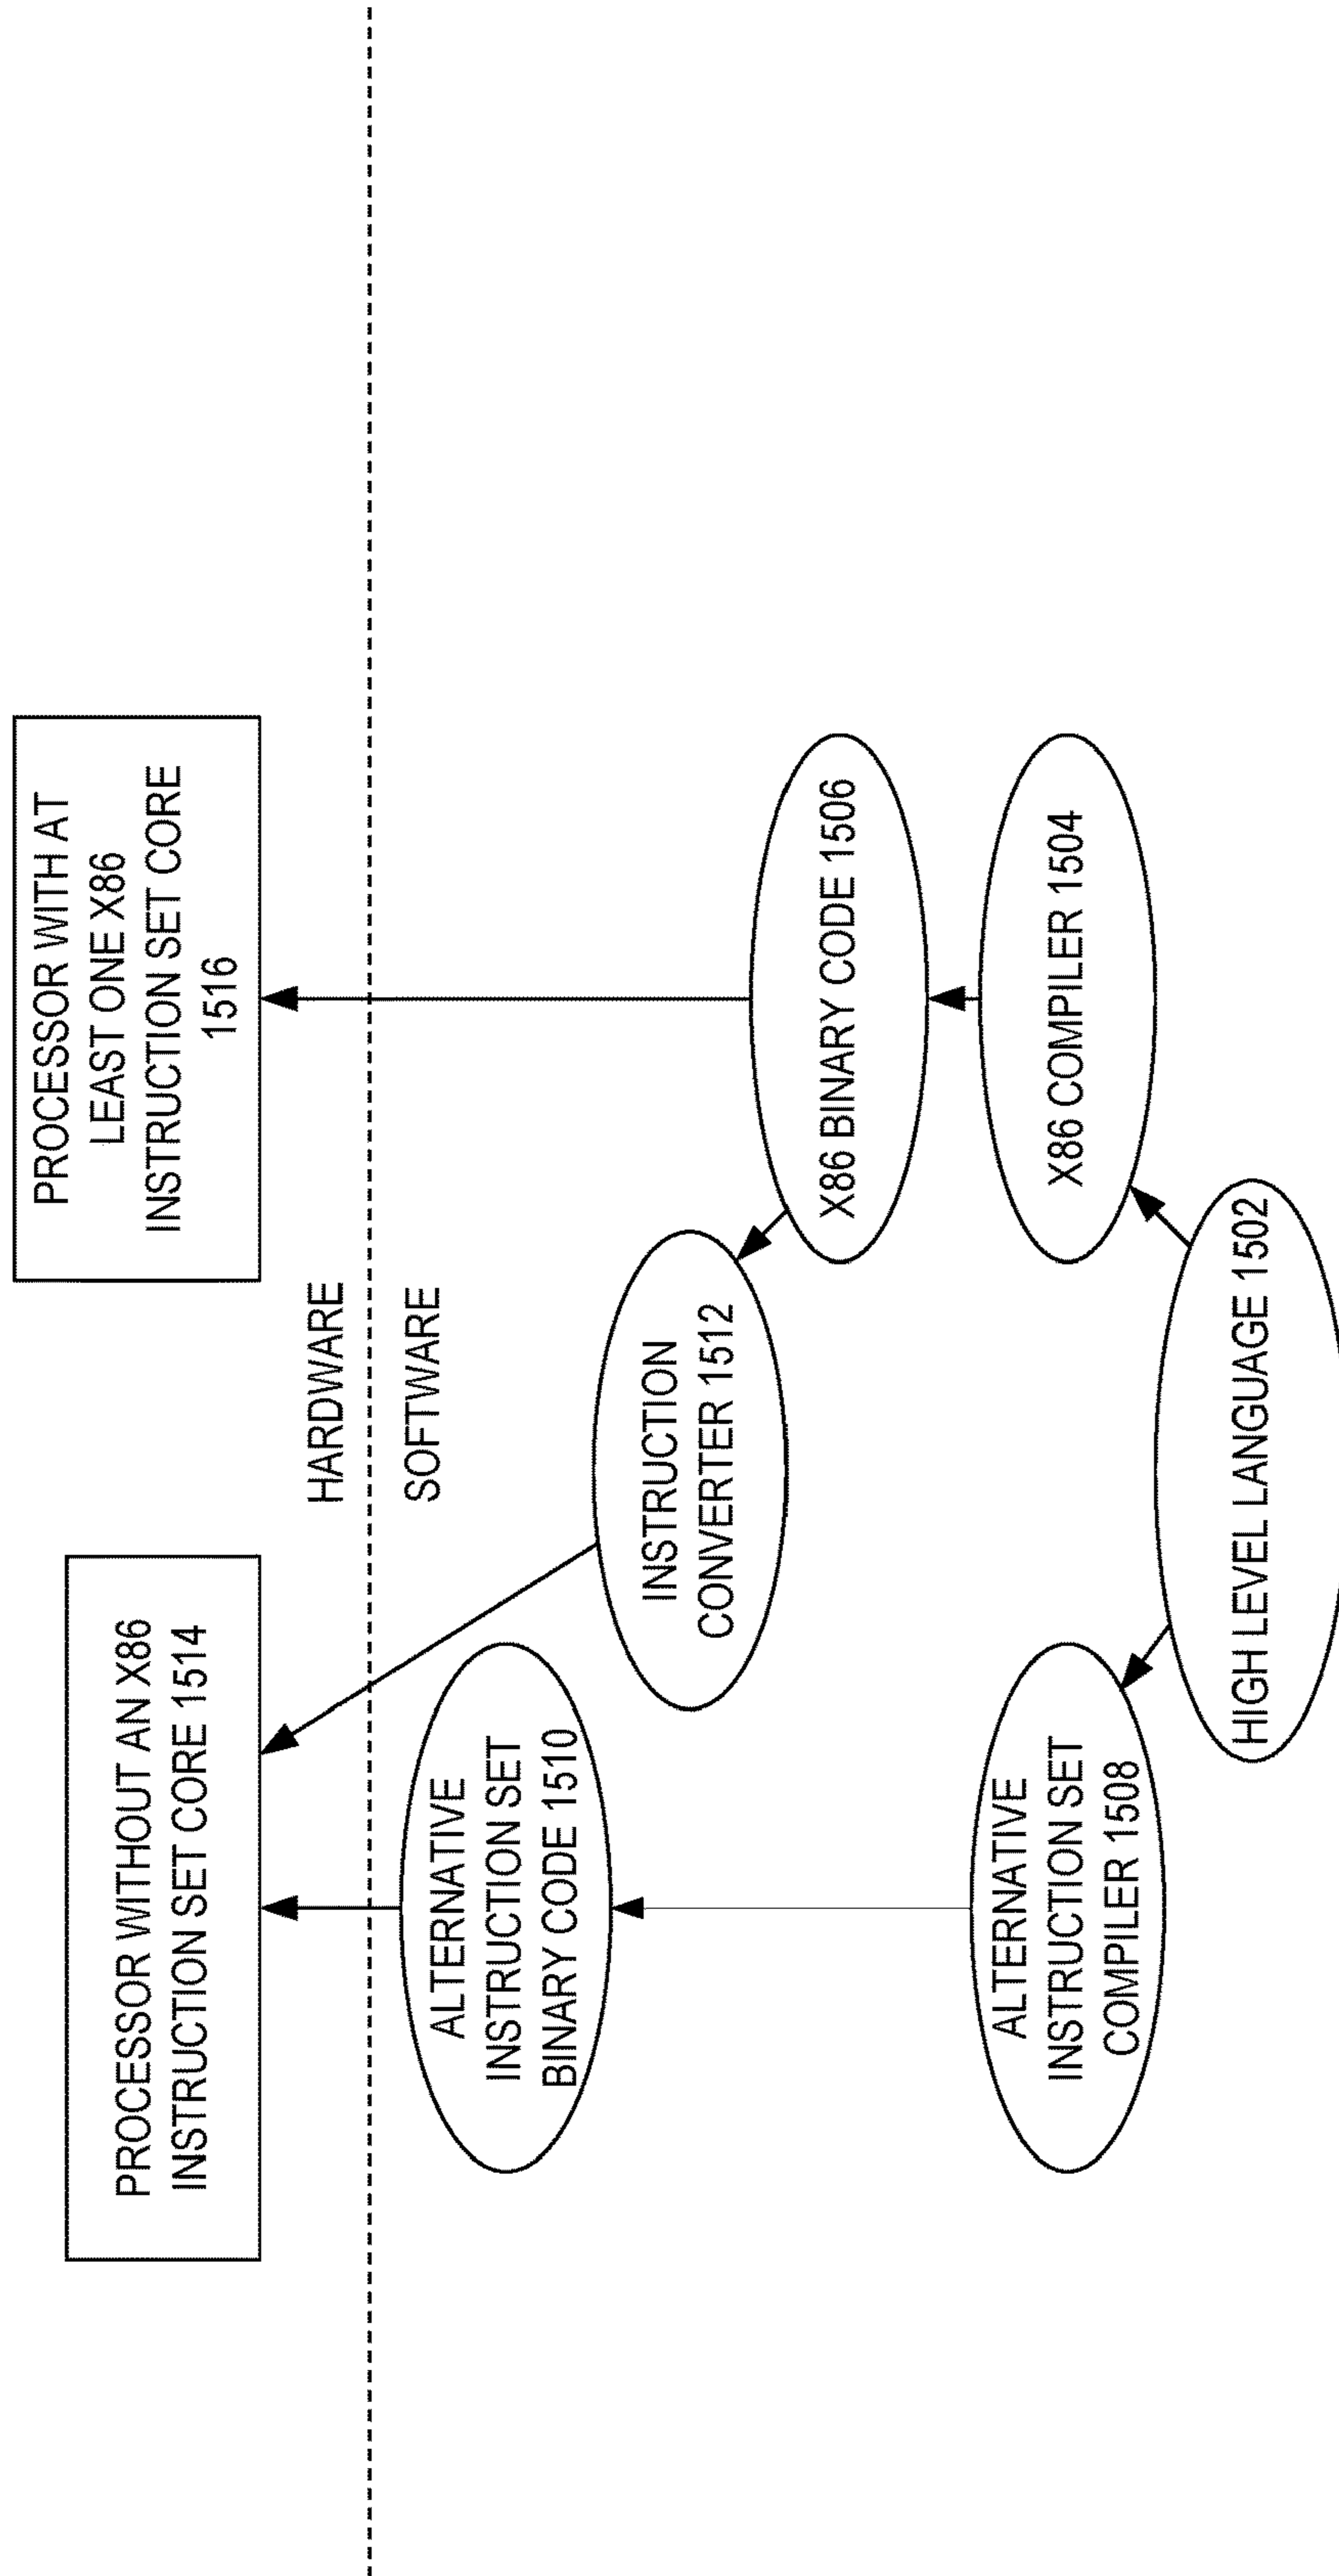 PROCESSOR WITHOUT AN X86
INSTRUCTION SET CORE 1514
PROCESSOR WITH AT
LEAST ONE X86
INSTRUCTION SET CORE
1516
HARDWARE
SOFTWARE
ALTERNATIVE
INSTRUCTION SET
BINARY CODE 1510
INSTRUCTION
CONVERTER 1512
X86 BINARY CODE 1506
ALTERNATIVE
INSTRUCTION SET
COMPILER 1508
X86 COMPILER 1504
HIGH LEVEL LANGUAGE 1502